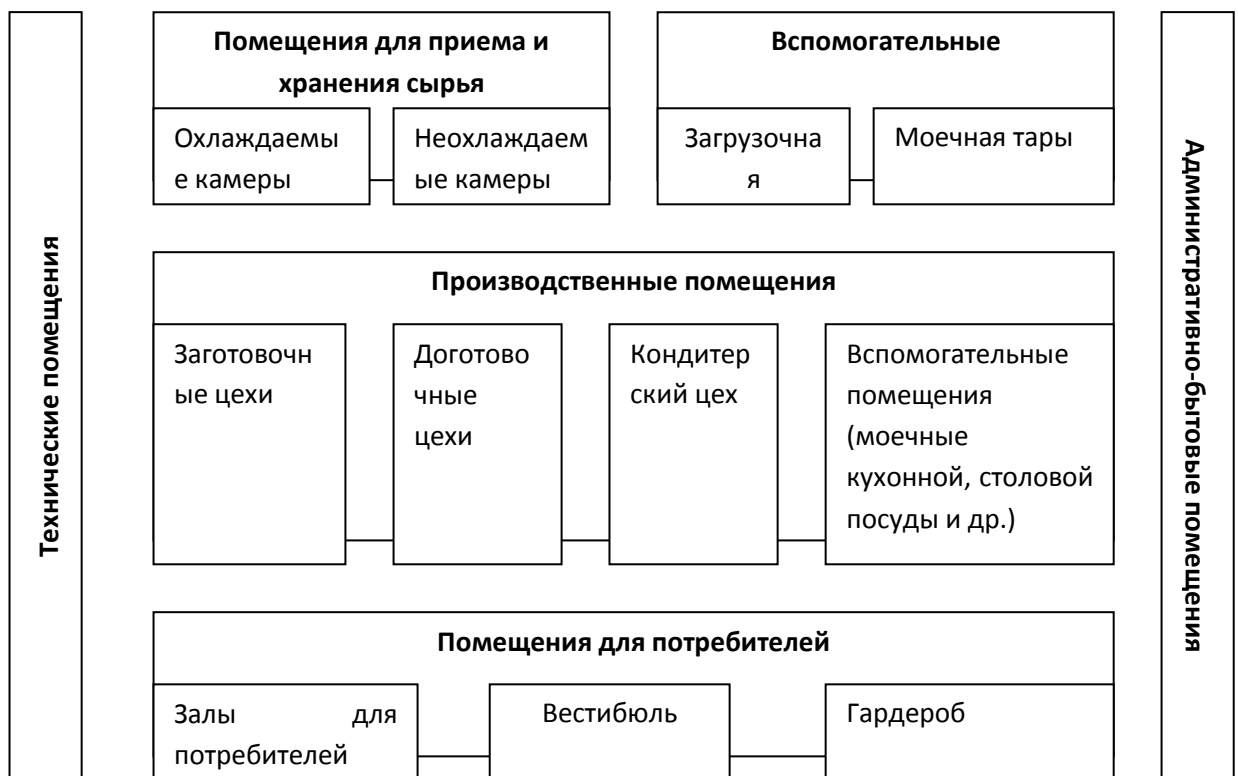 Технические помещения
Помещения для приема и
хранения сырья
Охлаждаемы
е камеры
Неохлаждаем
ые камеры
Вспомогательные
Загрузочна
я
Моечная тары
Производственные помещения
Заготовочн
ые цехи
Доготово
чные
цехи
Кондитер
ский цех
Вспомогательные
помещения
(моечные
кухонной, столовой
посуды и др.)
Помещения для потребителей
Залы для
потребителей
Вестибюль
Гардероб
Административно-бытовые помещения